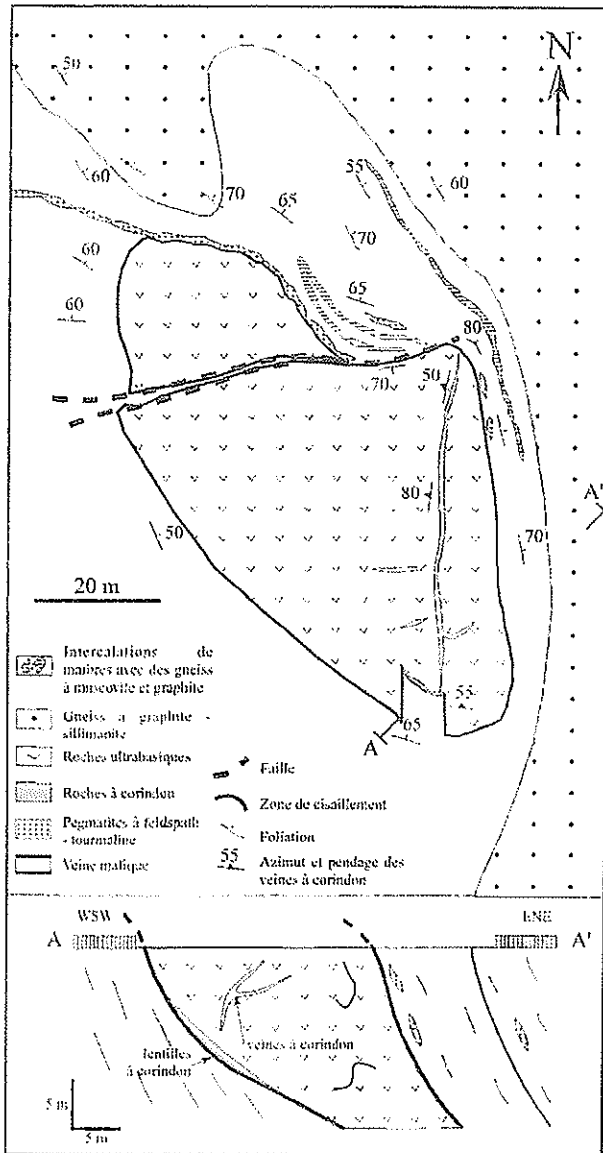 50
N
60
70
65
55
60
70
60
65
60
80
70
50
A'
80
50
70
20 m
55
A
65
Intercalations de
marbres avec des gneiss
à muscovite et graphite
Gneiss a graphite -
sillimanite
Roches ultrabasiques
Roches à corindon
Pegmatites à feldspath
- tourmaline
Veine mafique
Faille
Zone de cisaillement
Foliation
55
Azimut et pendage des
veines à corindon
WSW
ENE
A
A'
lentilles
à corindon
veines à corindon
5 m
5 m